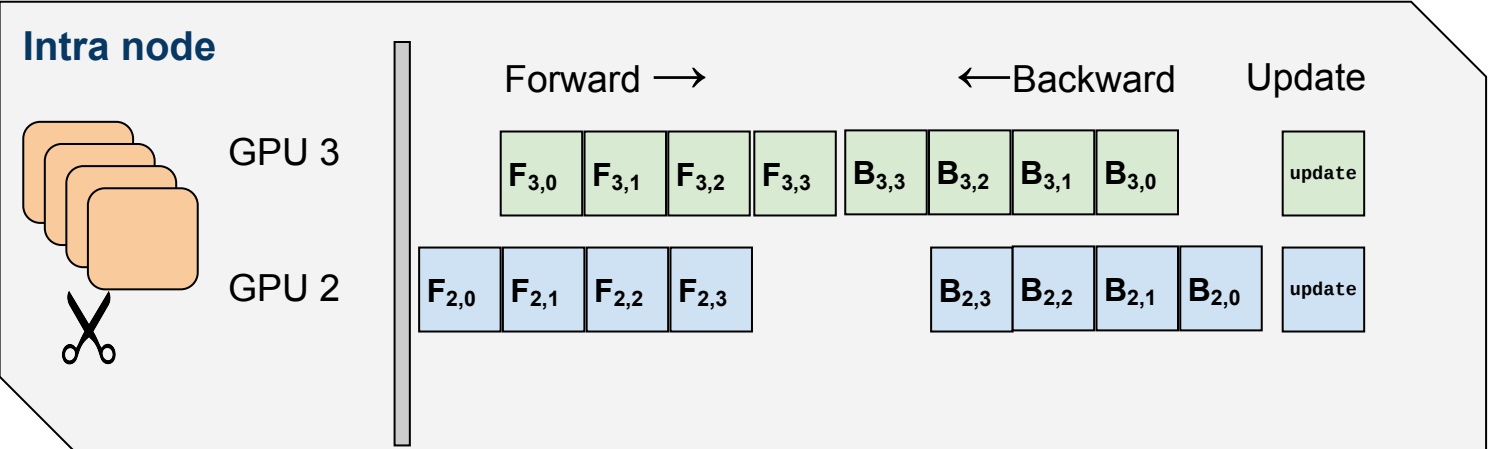 Intra node
Forward → ←Backward Update
GPU 3
F3,0 F3,1 F3,2 F3,3 B3,3 B3,2 B3,1 B3,0 update
GPU 2
F2,0 F2,1 F2,2 F2,3 B2,3 B2,2 B2,1 B2,0 update